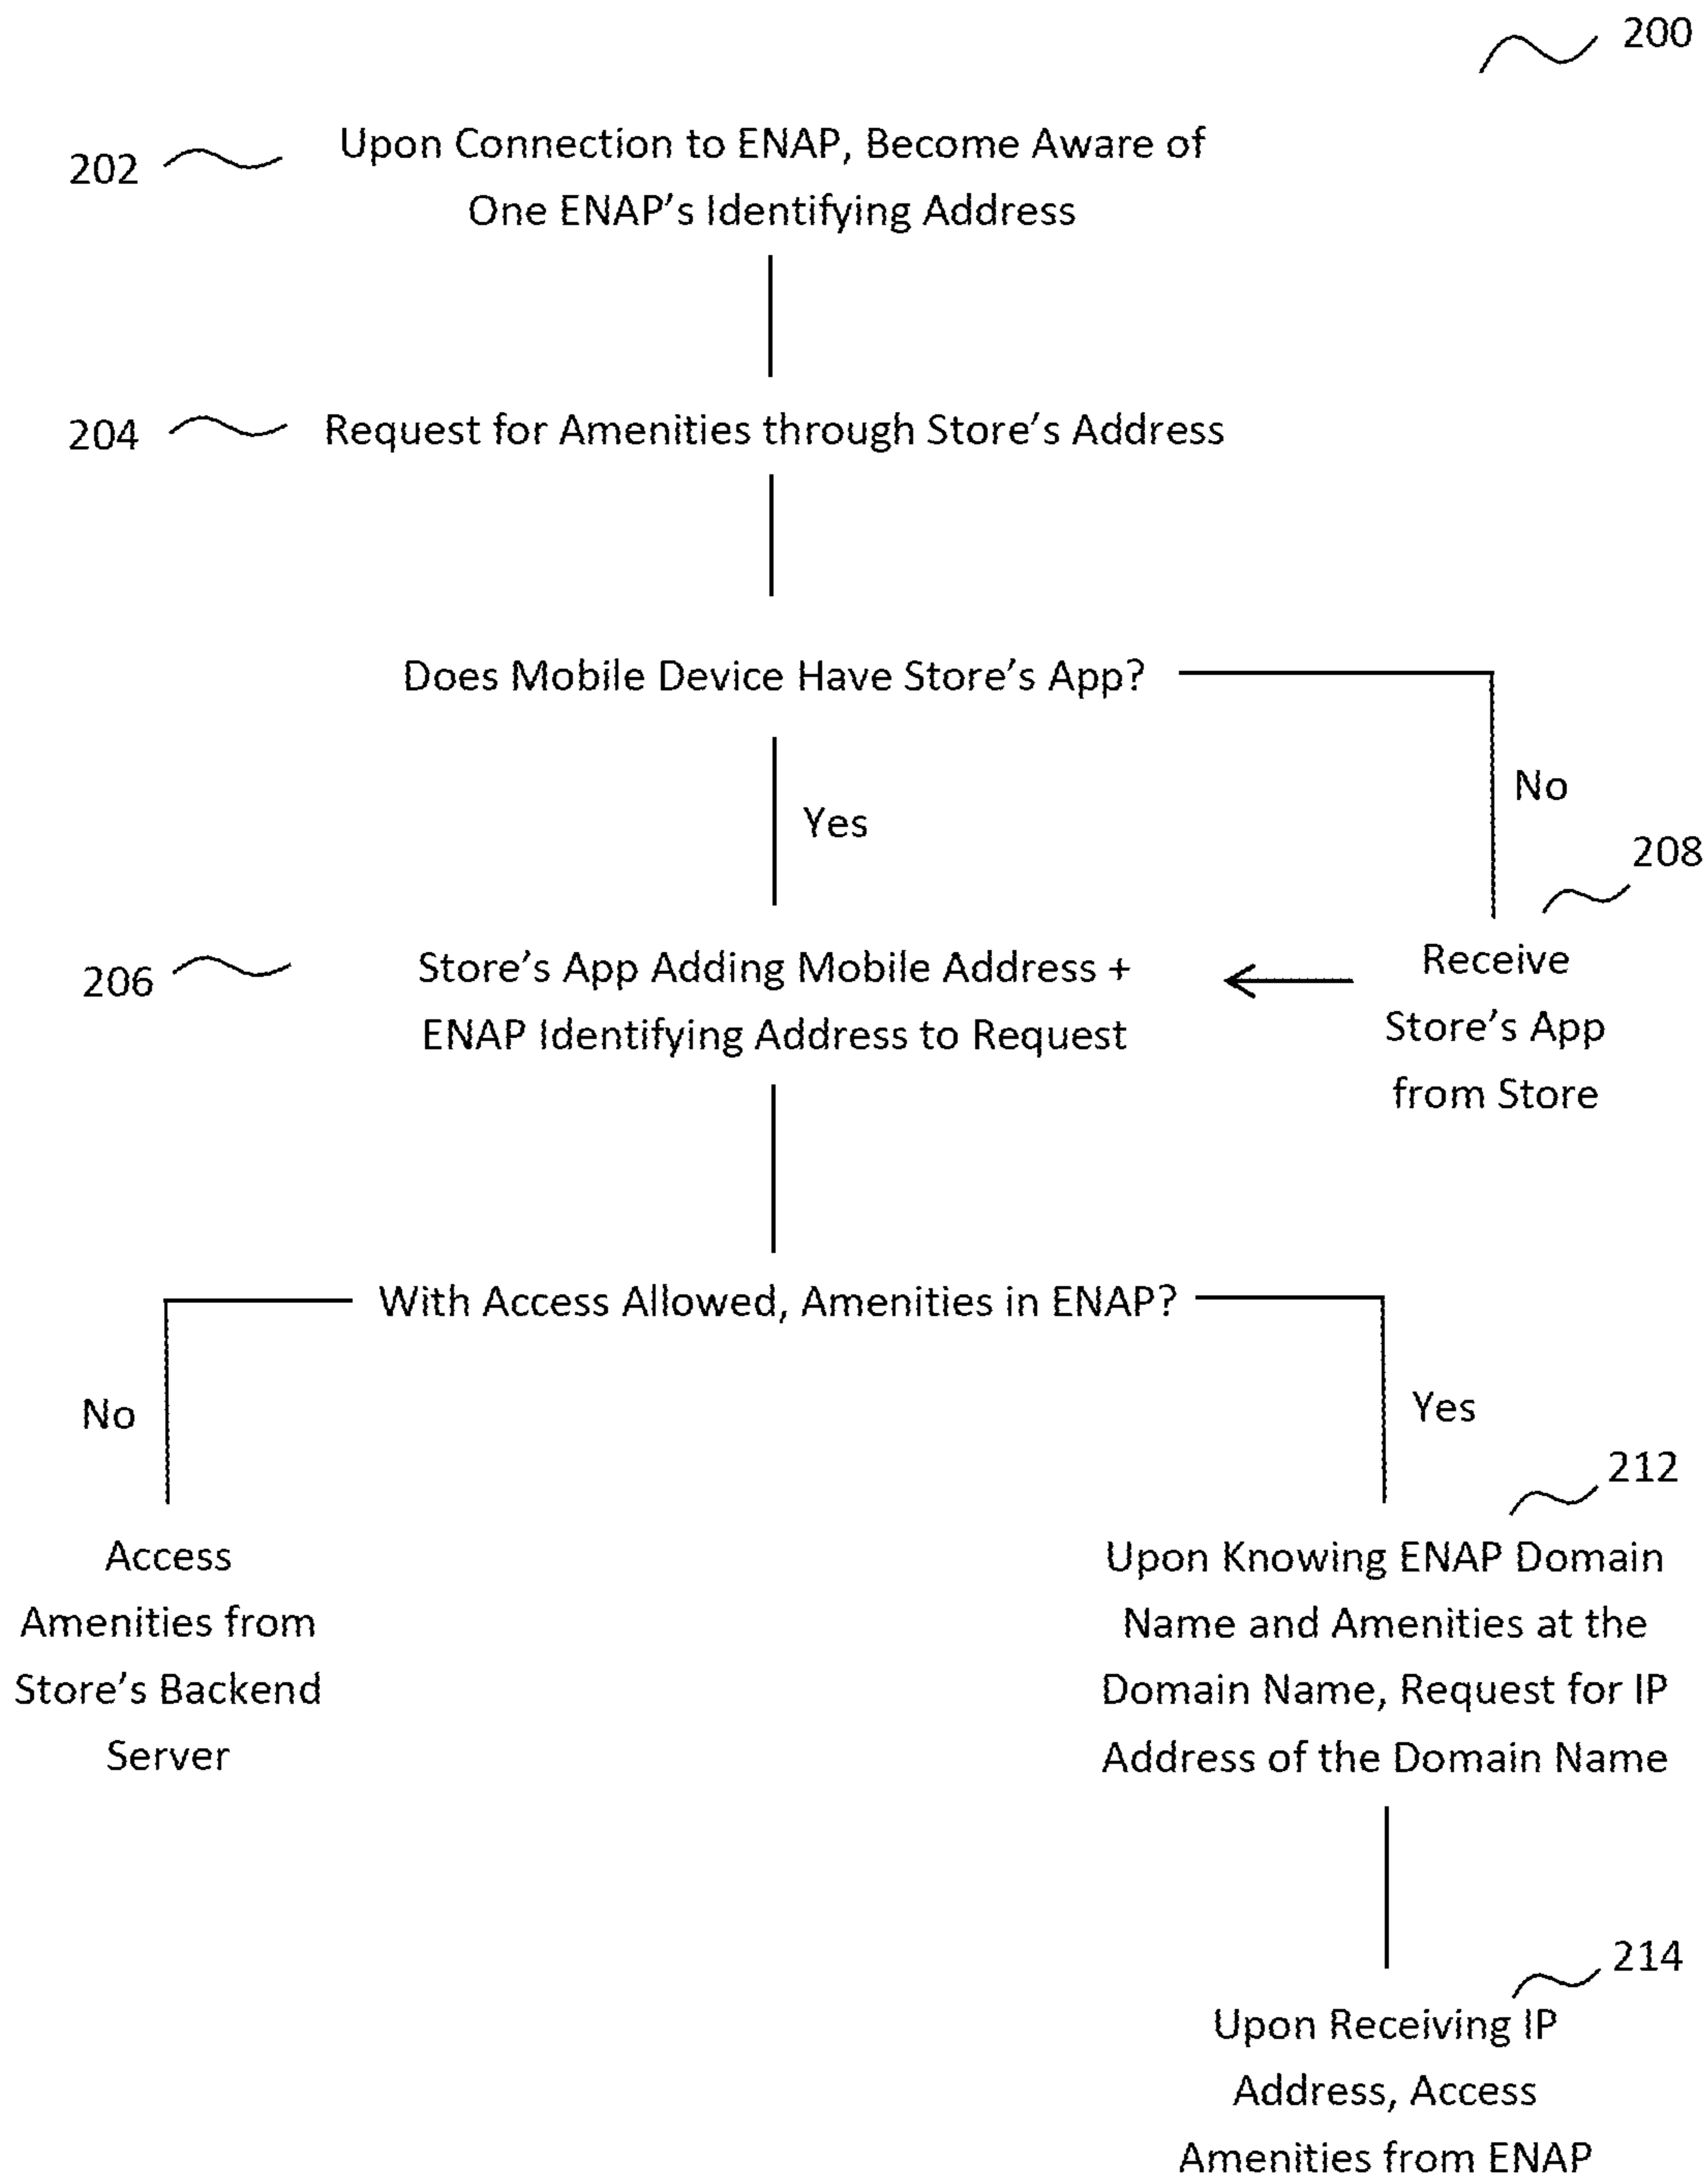 200
202
Upon Connection to ENAP, Become Aware of
One ENAP's Identifying Address
204
Request for Amenities through Store's Address
Does Mobile Device Have Store's App?
No
Yes
208
206
Store's App Adding Mobile Address +
ENAP Identifying Address to Request
Receive
Store's App
from Store
With Access Allowed, Amenities in ENAP?
No
Yes
212
Access
Amenities from
Store's Backend
Server
Upon Knowing ENAP Domain
Name and Amenities at the
Domain Name, Request for IP
Address of the Domain Name
214
Upon Receiving IP
Address, Access
Amenities from ENAP